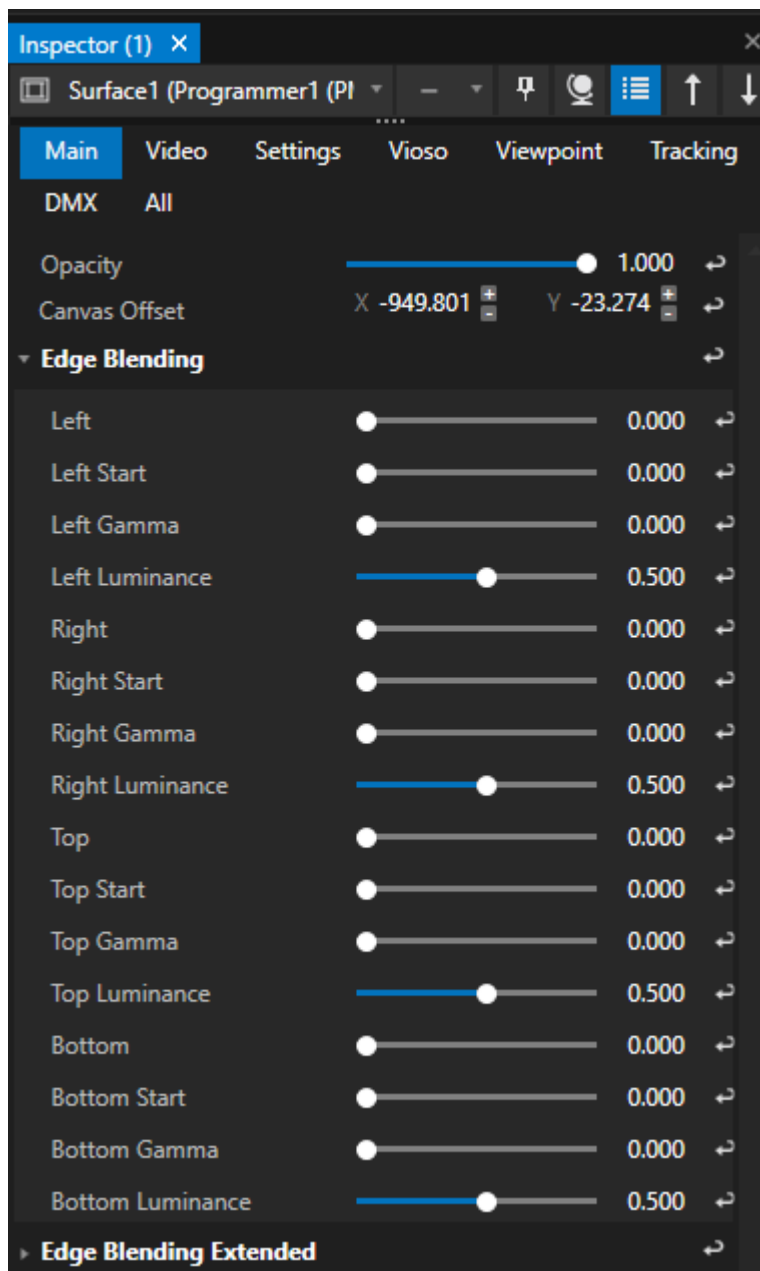 Inspector (1)
Surface1 (Programmer1 (Pl –
Main Video Settings Vioso Viewpoint Tracking
DMX All
Opacity 1.000
Canvas Offset X -949.801 + - Y -23.274 + -
Edge Blending
Left 0.000
Left Start 0.000
Left Gamma 0.000
Left Luminance 0.500
Right 0.000
Right Start 0.000
Right Gamma 0.000
Right Luminance 0.500
Top 0.000
Top Start 0.000
Top Gamma 0.000
Top Luminance 0.500
Bottom 0.000
Bottom Start 0.000
Bottom Gamma 0.000
Bottom Luminance 0.500
Edge Blending Extended